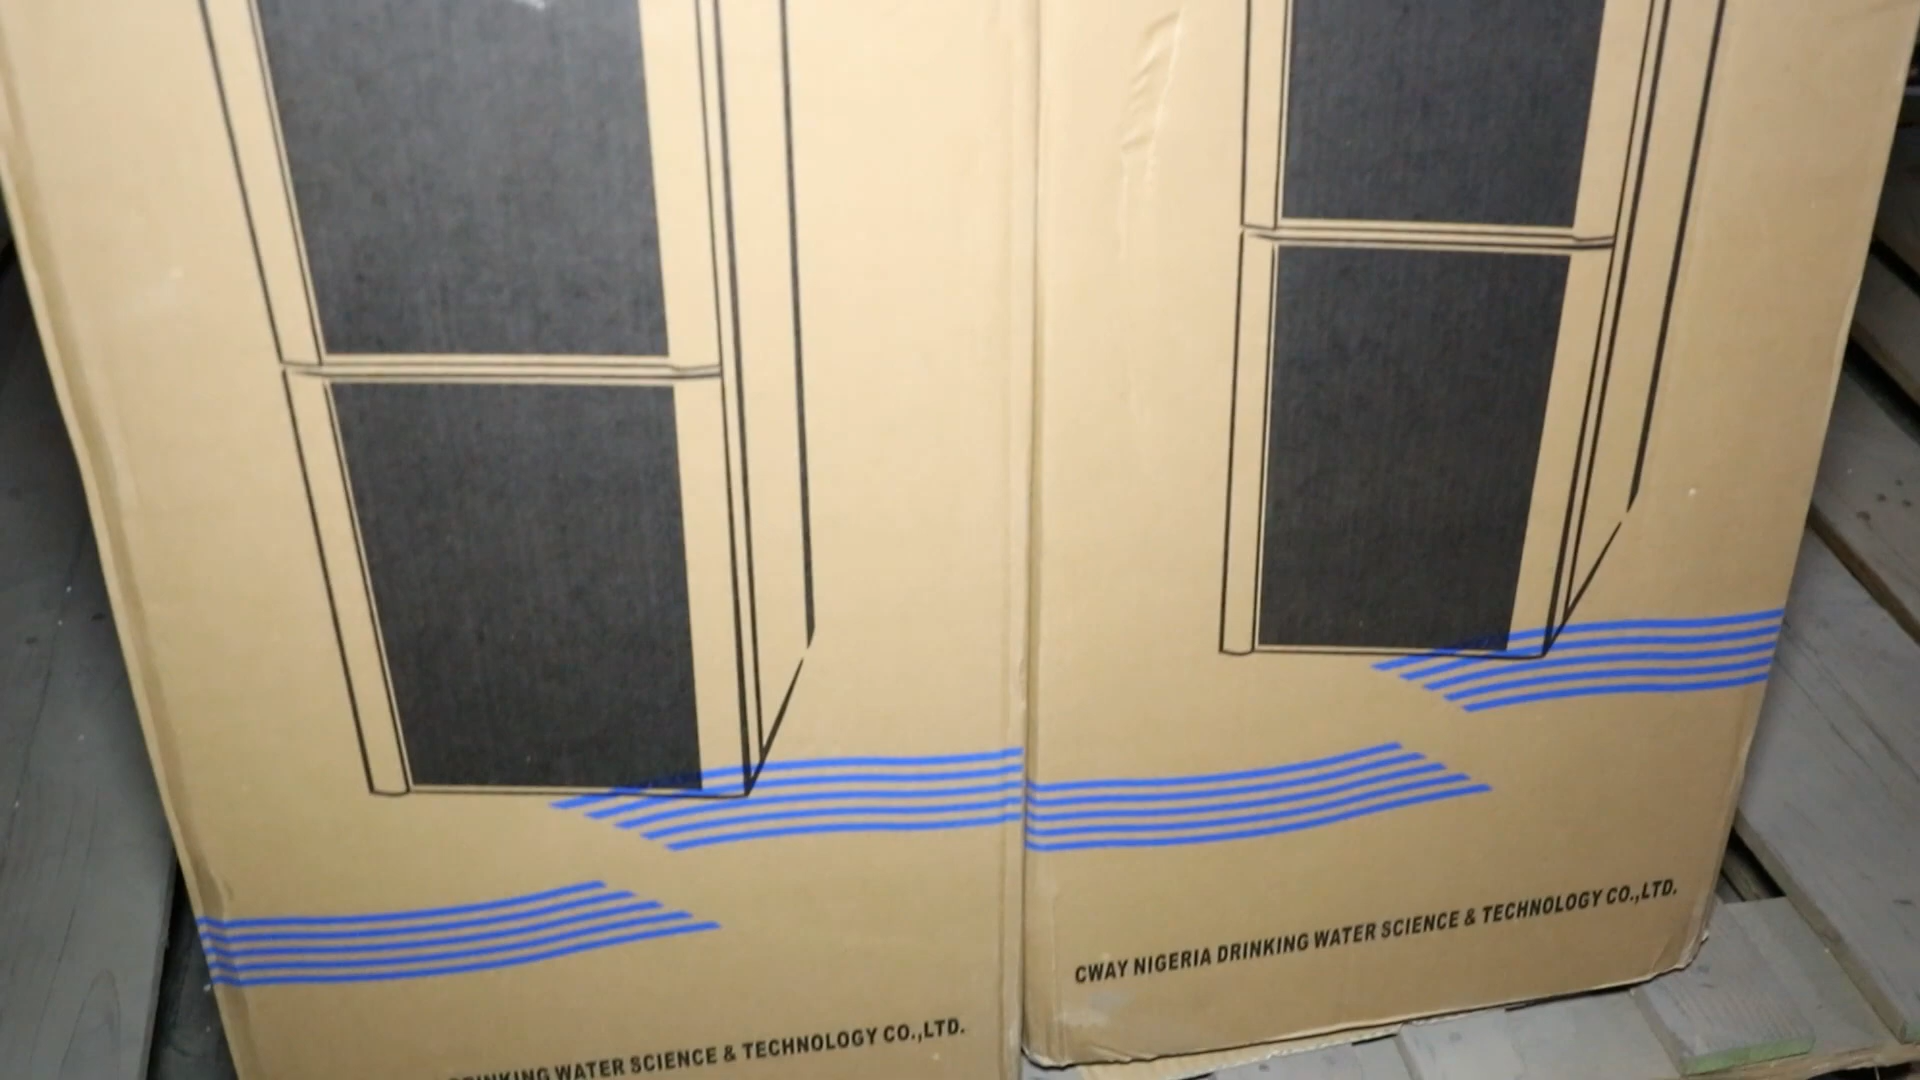 DRINKING WATER SCIENCE & TECHNOLOGY CO.,LTD.
CWAY NIGERIA DRINKING WATER SCIENCE & TECHNOLOGY CO.,LTD.